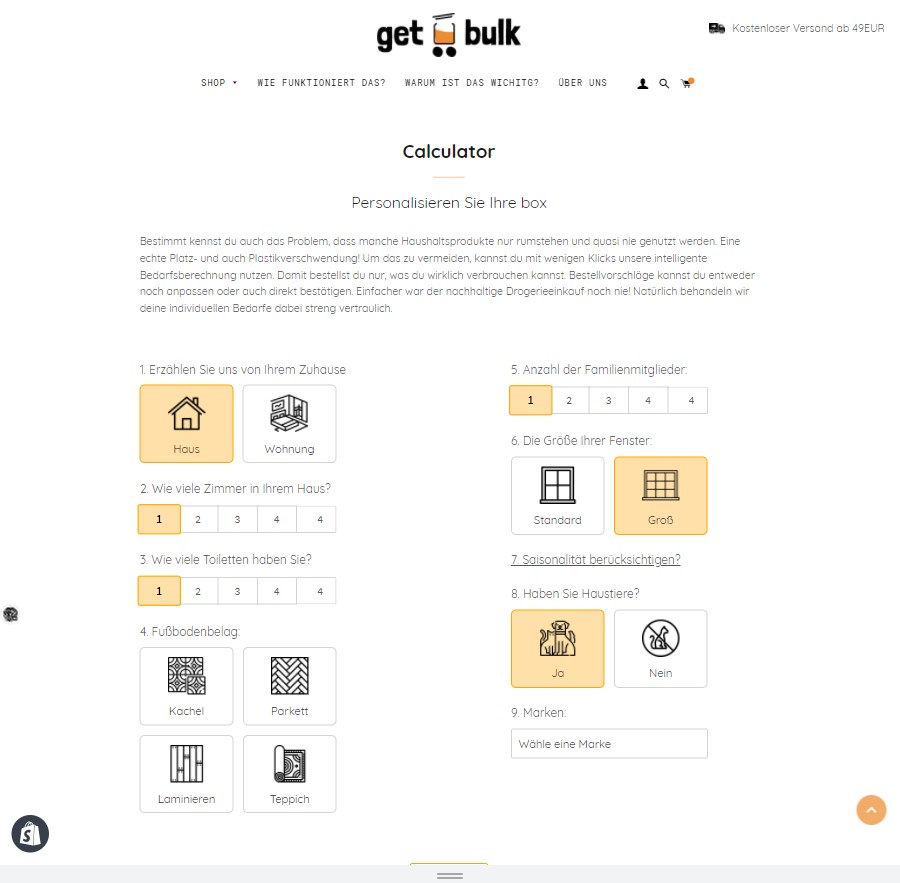 get bulk
Kostenloser Versand ab 49EUR
SHOP WIE FUNKTIONIERT DAS? WARUM IST DAS WICHITG? ÜBER UNS
Calculator
Personalisieren Sie Ihre box
Bestimmt kennst du auch das Problem, dass manche Haushaltsprodukte nur rumstehen und quasi nie genutzt werden. Eine
echte Platz- und auch Plastikverschwendung! Um das zu vermeiden, kannst du mit wenigen Klicks unsere intelligente
Bedarfsberechnung nutzen. Damit bestellst du nur, was du wirklich verbrauchen kannst. Bestellvorschläge kannst du entweder
noch anpassen oder auch direkt bestätigen. Einfacher war der nachhaltige Drogerieeinkauf noch nie! Natürlich behandeln wir
deine individuellen Bedarfe dabei streng vertraulich.
1. Erzählen Sie uns von Ihrem Zuhause
Haus Wohnung
2. Wie viele Zimmer in Ihrem Haus?
1 2 3 4 4
3. Wie viele Toiletten haben Sie?
1 2 3 4 4
4. Fußbodenbelag:
Kachel Parkett
Laminieren Teppich
5. Anzahl der Familienmitglieder:
1 2 3 4 4
6. Die Größe Ihrer Fenster:
Standard Groß
7. Saisonalität berücksichtigen?
8. Haben Sie Haustiere?
Ja Nein
9. Marken:
Wähle eine Marke